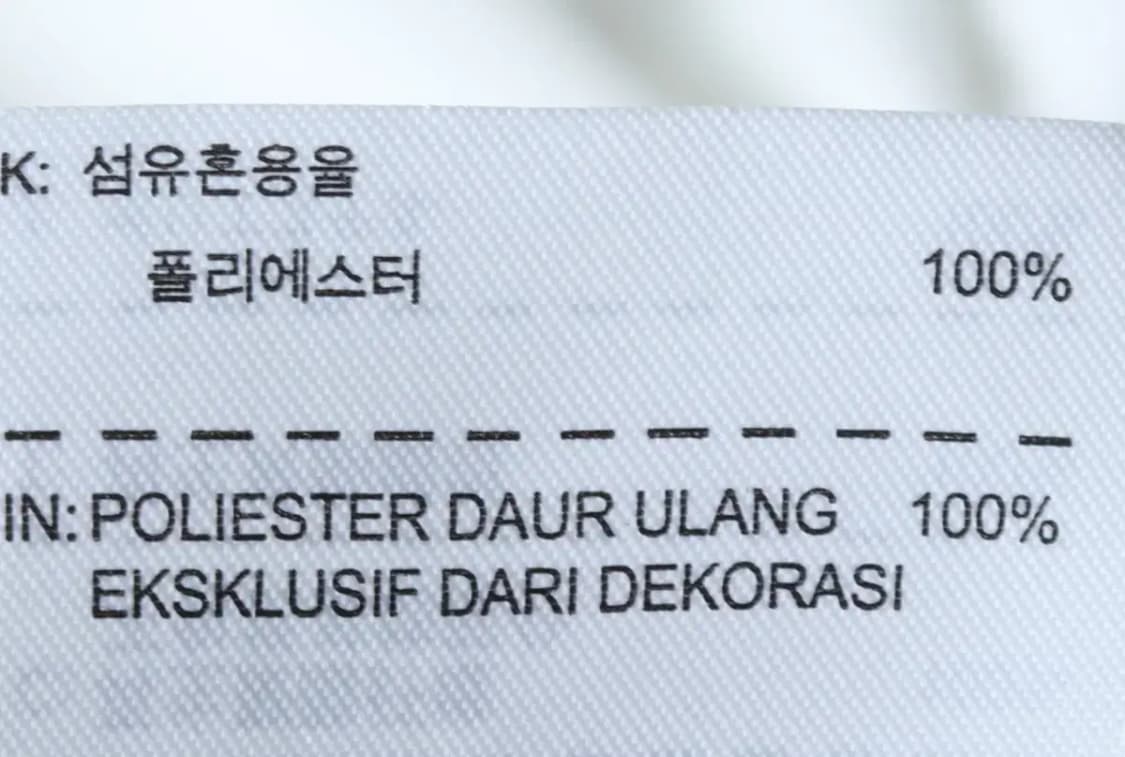 K: 섬유혼용율
폴리에스터 100%
IN: POLIESTER DAUR ULANG 100%
EKSKLUSIF DARI DEKORASI